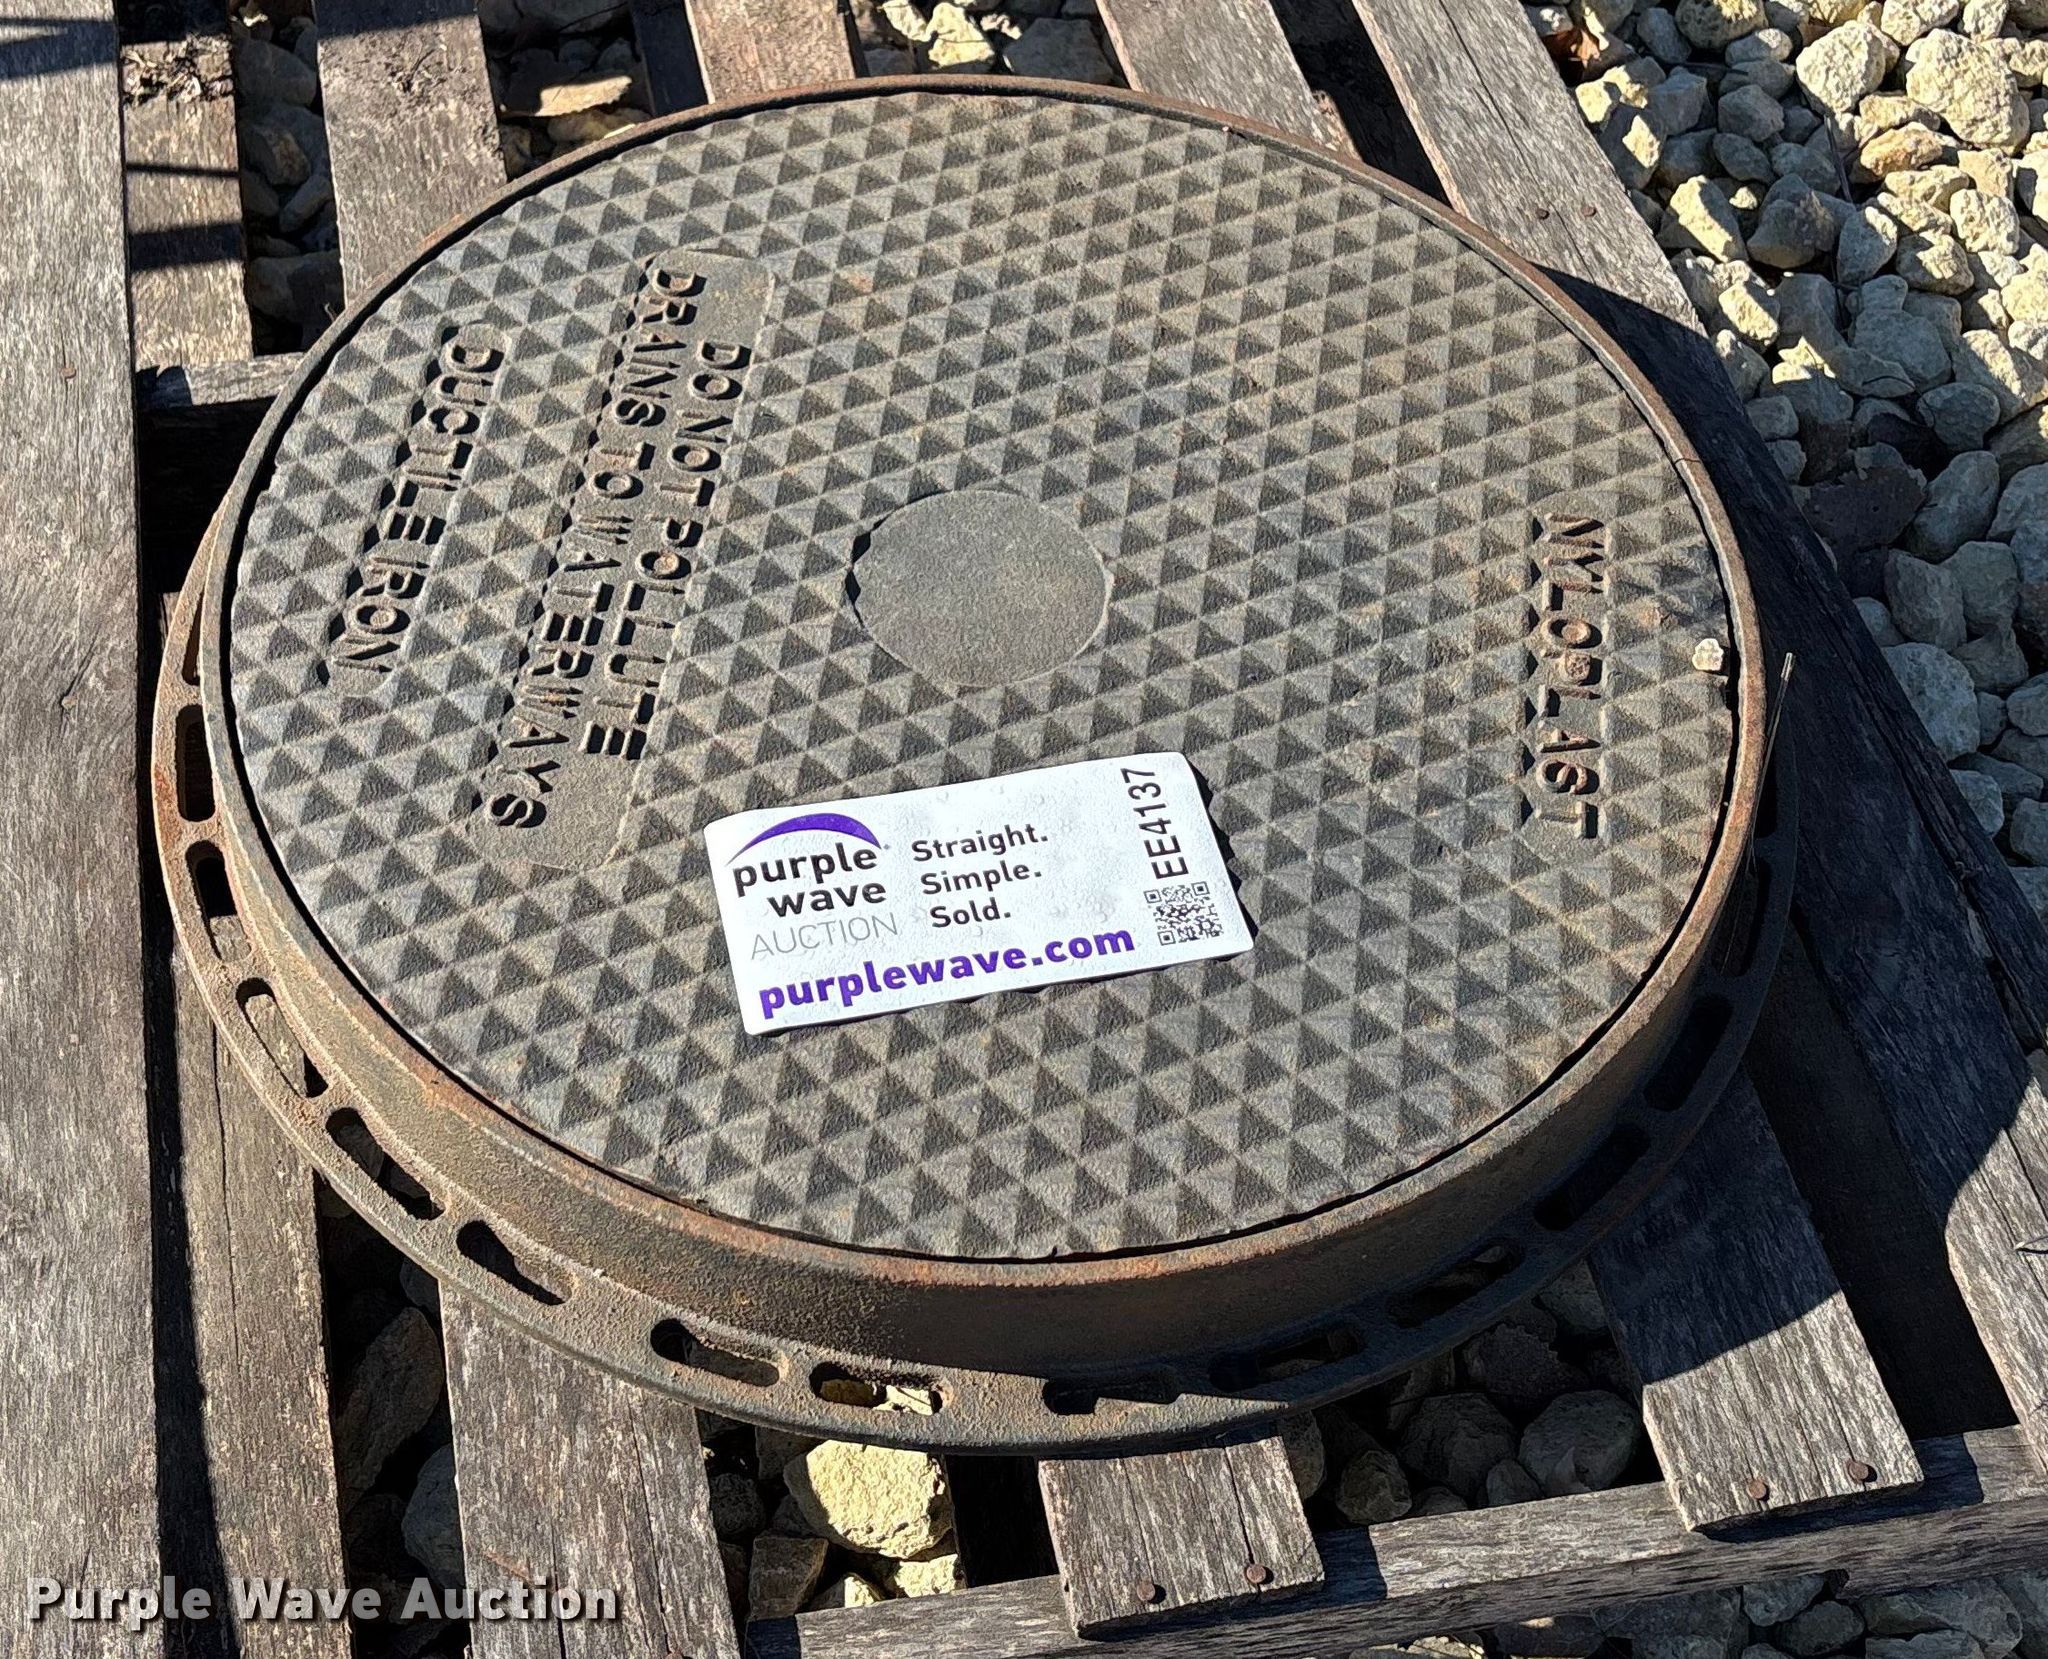 DUCTILE IRON
DO NOT POLLUTE
DRAINS TO WATERWAYS
NYLOPLAST
purple
wave
AUCTION
Straight.
Simple.
Sold.
EE4137
purplewave.com
Purple Wave Auction